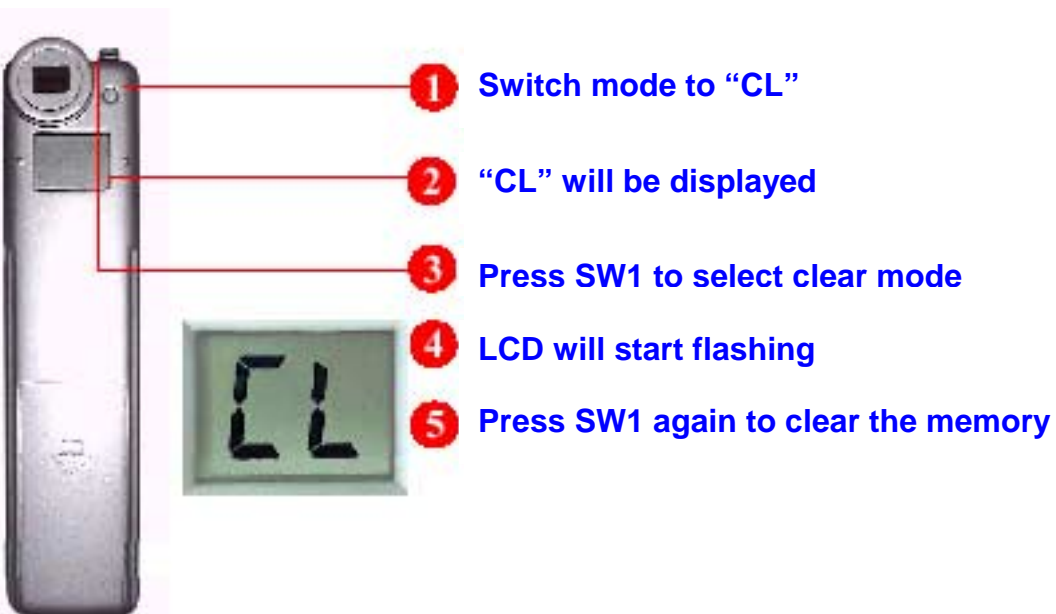 1 Switch mode to “CL”
2 “CL” will be displayed
3 Press SW1 to select clear mode
4 LCD will start flashing
5 Press SW1 again to clear the memory
CL